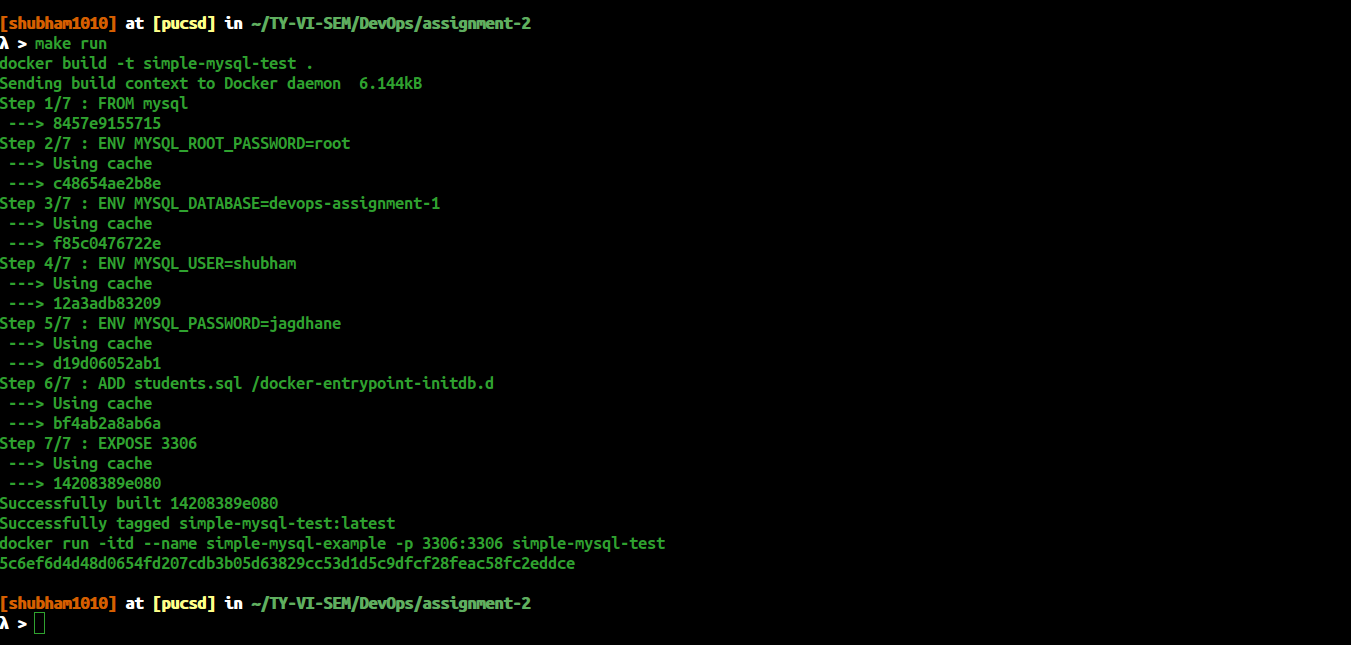 [shubham1010] at [pucsd] in ~/TY-VI-SEM/DevOps/assignment-2
λ > make run
docker build -t simple-mysql-test .
Sending build context to Docker daemon  6.144kB
Step 1/7 : FROM mysql
 ---> 8457e9155715
Step 2/7 : ENV MYSQL_ROOT_PASSWORD=root
 ---> Using cache
 ---> c48654ae2b8e
Step 3/7 : ENV MYSQL_DATABASE=devops-assignment-1
 ---> Using cache
 ---> f85c0476722e
Step 4/7 : ENV MYSQL_USER=shubham
 ---> Using cache
 ---> 12a3adb83209
Step 5/7 : ENV MYSQL_PASSWORD=jagdhane
 ---> Using cache
 ---> d19d06052ab1
Step 6/7 : ADD students.sql /docker-entrypoint-initdb.d
 ---> Using cache
 ---> bf4ab2a8ab6a
Step 7/7 : EXPOSE 3306
 ---> Using cache
 ---> 14208389e080
Successfully built 14208389e080
Successfully tagged simple-mysql-test:latest
docker run -itd --name simple-mysql-example -p 3306:3306 simple-mysql-test
5c6ef6d4d48d0654fd207cdb3b05d63829cc53d1d5c9dfcf28feac58fc2eddce
[shubham1010] at [pucsd] in ~/TY-VI-SEM/DevOps/assignment-2
λ >